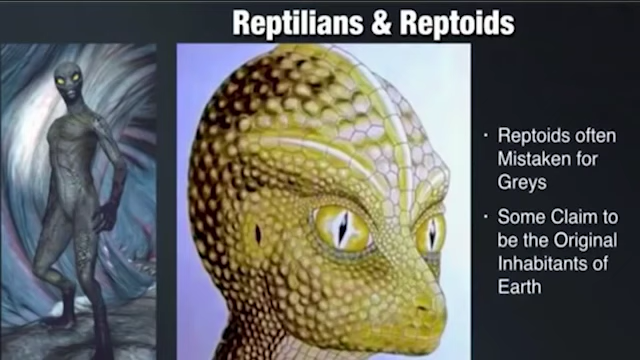 Reptilians & Reptoids
· Reptoids often
Mistaken for
Greys
· Some Claim to
be the Original
Inhabitants of
Earth